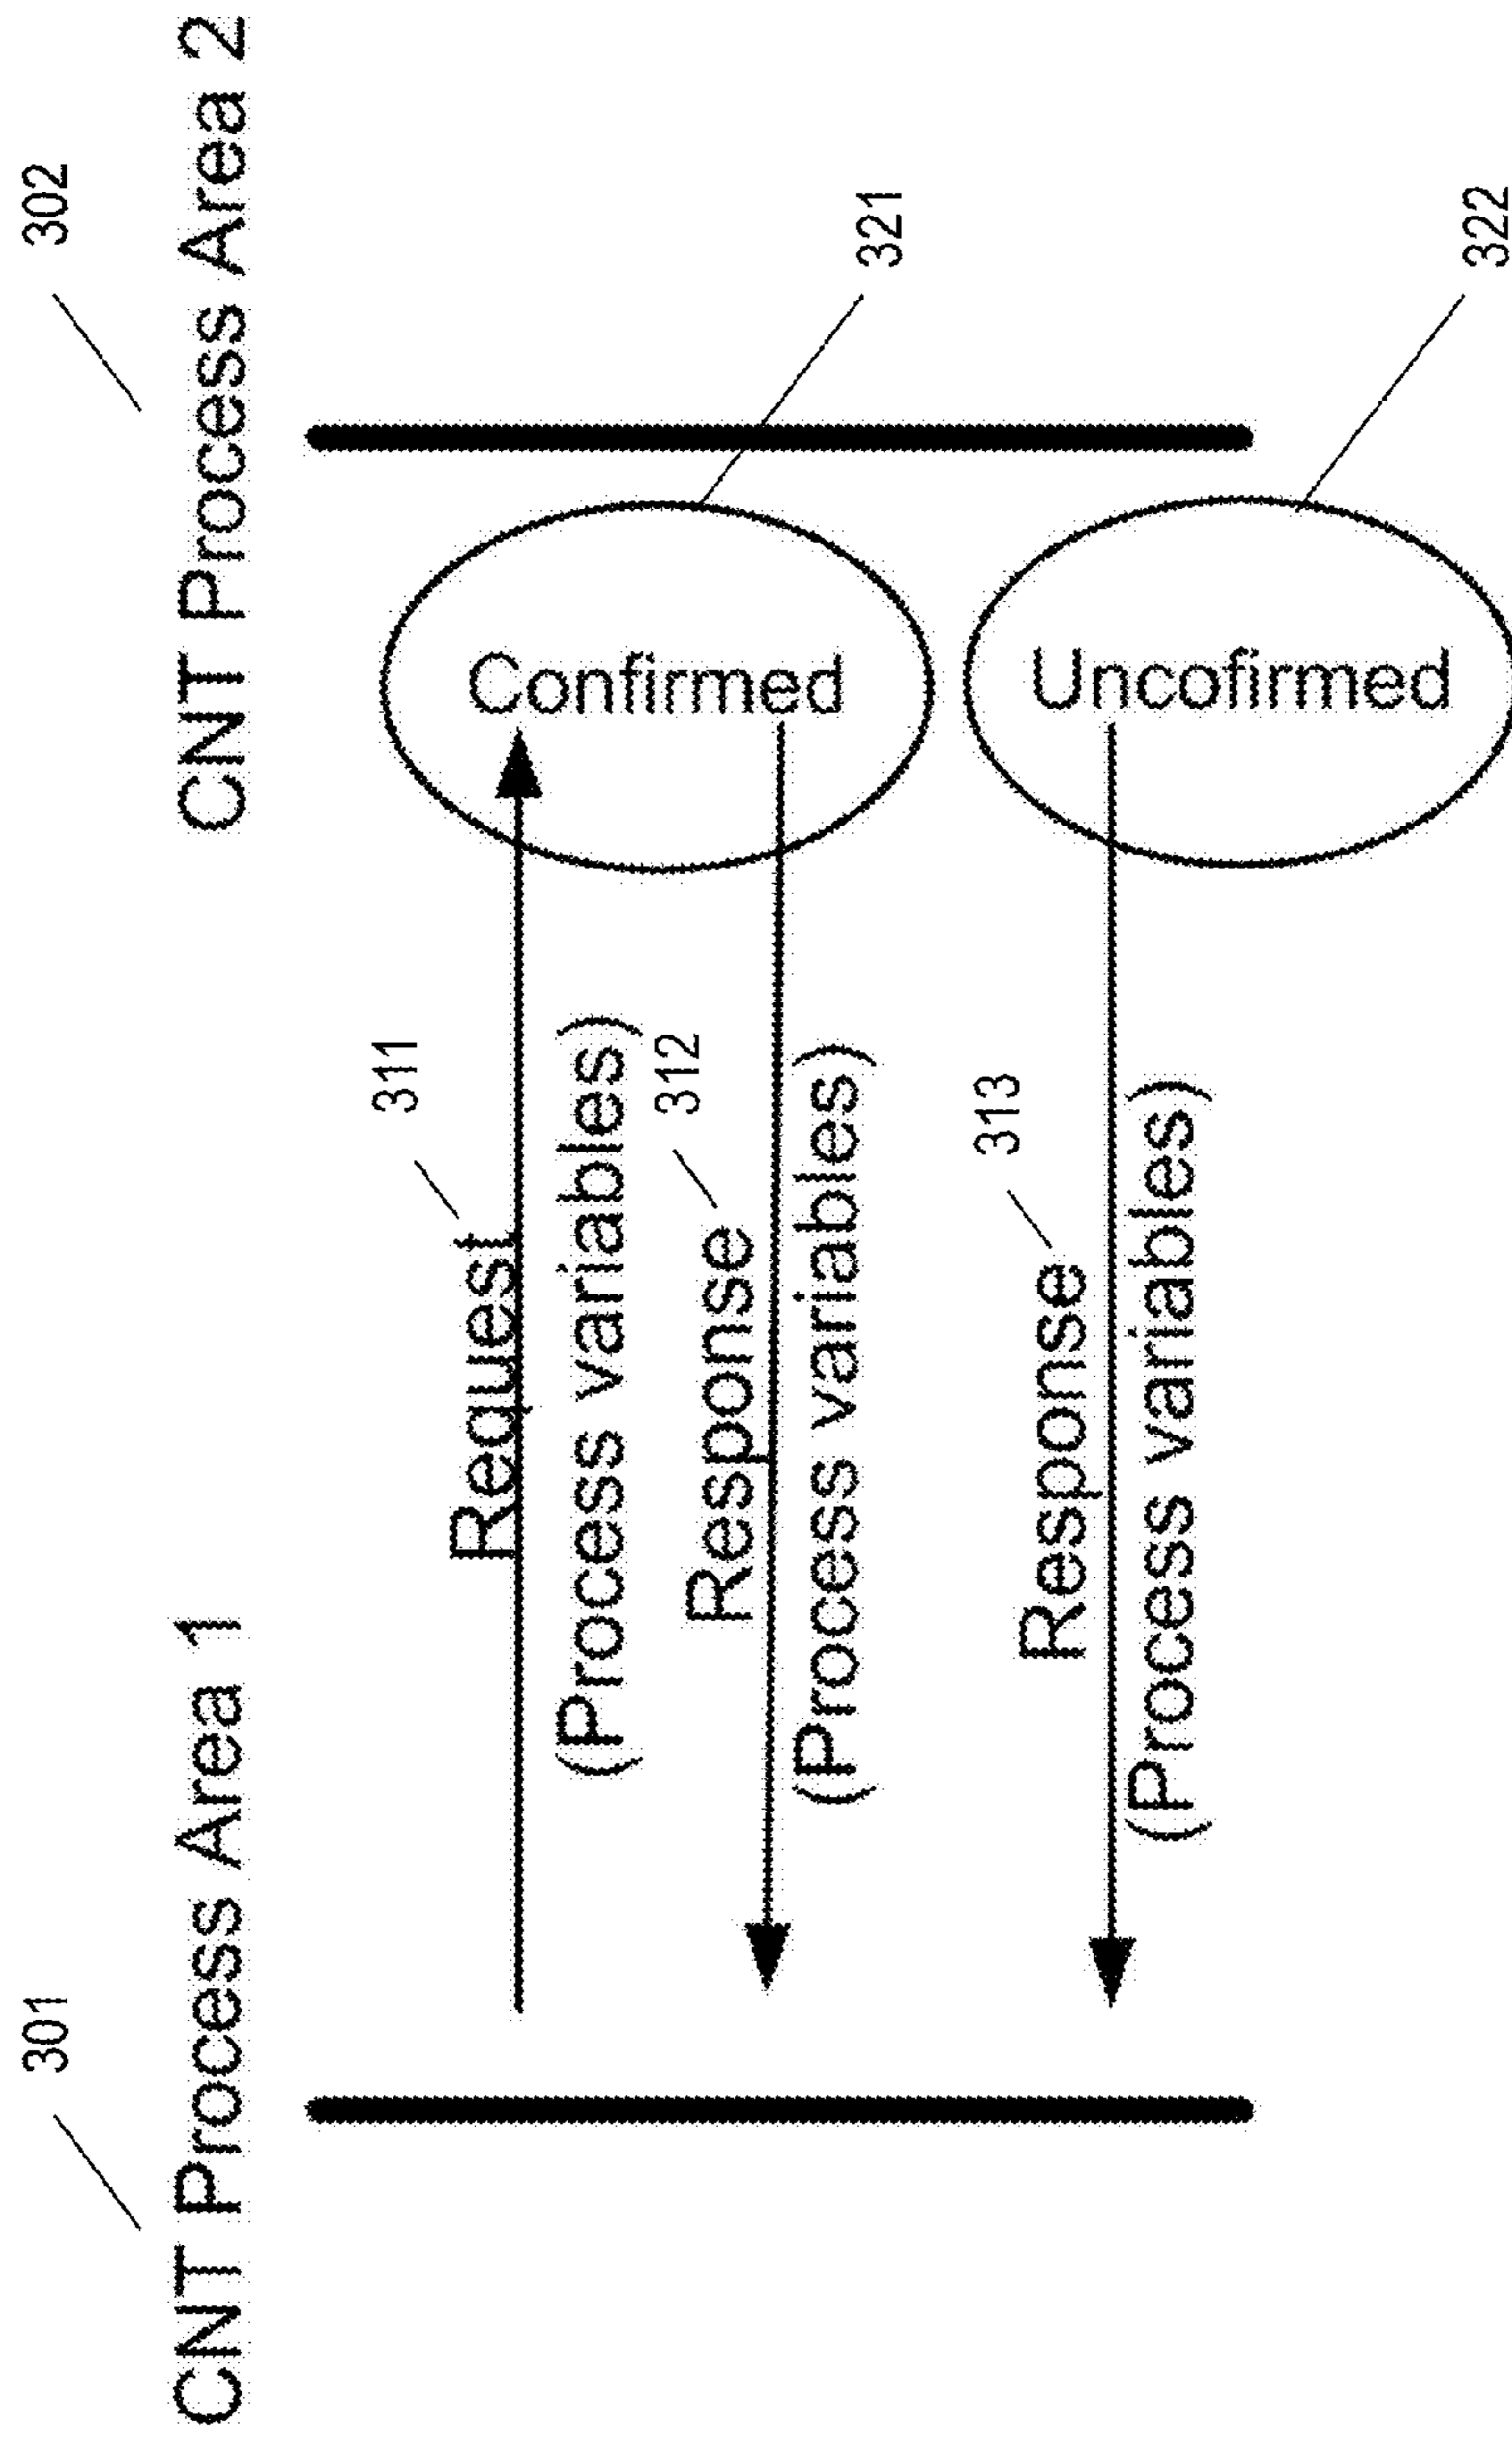 301
CNT Process Area 1
302
CNT Process Area 2
311
Request
(Process variables)
Confirmed
321
312
Response
(Process variables)
313
Response
(Process variables)
Uncofirmed
322